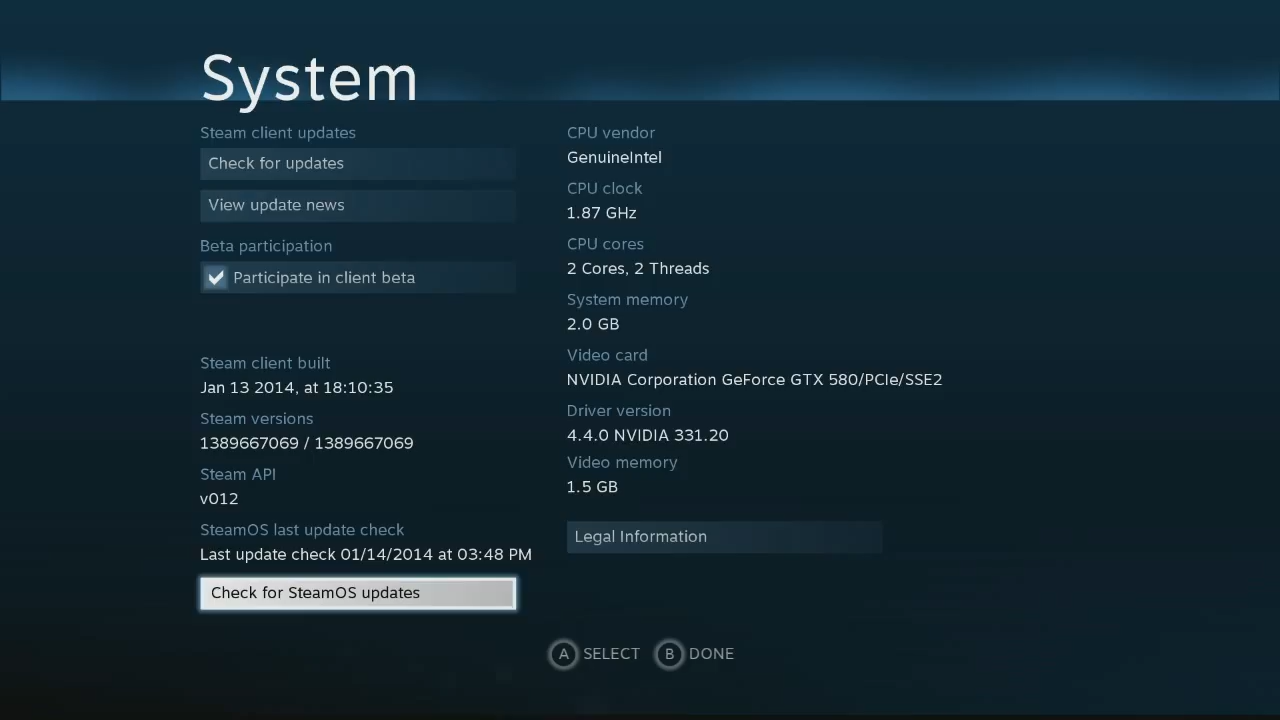 System
Steam client updates
Check for updates
View update news
Beta participation
Participate in client beta
Steam client built
Jan 13 2014, at 18:10:35
Steam versions
1389667069 / 1389667069
Steam API
v012
SteamOS last update check
Last update check 01/14/2014 at 03:48 PM
Check for SteamOS updates
CPU vendor
GenuineIntel
CPU clock
1.87 GHz
CPU cores
2 Cores, 2 Threads
System memory
2.0 GB
Video card
NVIDIA Corporation GeForce GTX 580/PCIe/SSE2
Driver version
4.4.0 NVIDIA 331.20
Video memory
1.5 GB
Legal Information
A SELECT B DONE